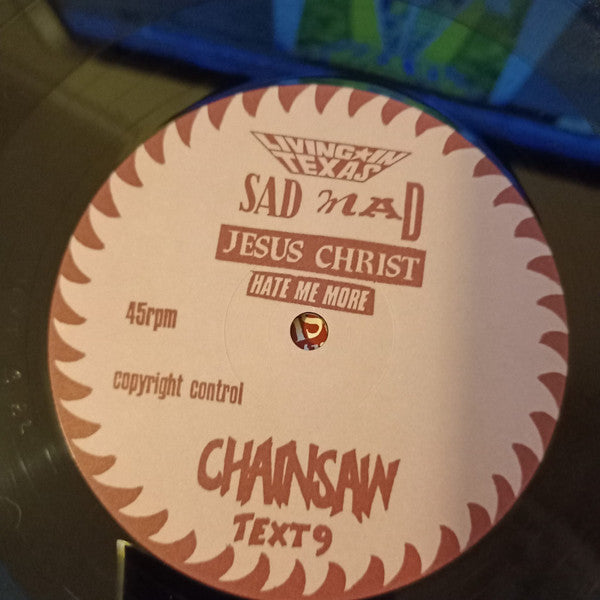 LIVING★IN
TEXAS
SAD MAD
JESUS CHRIST
HATE ME MORE
45rpm
copyright control
CHAINSAW
TEXT9